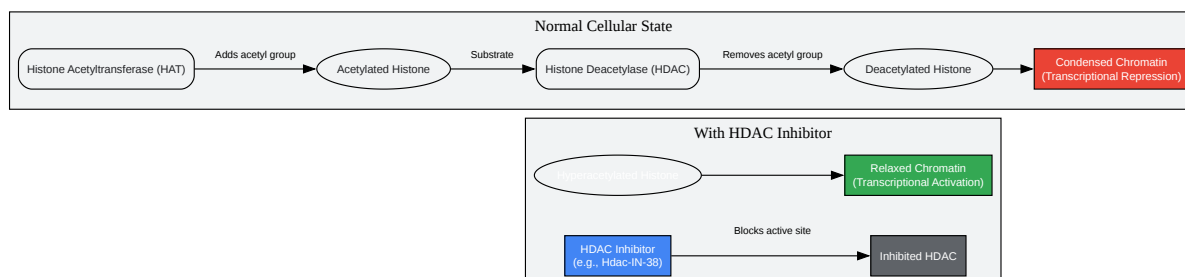 Normal Cellular State
Histone Acetyltransferase (HAT)
Adds acetyl group
Acetylated Histone
Substrate
Histone Deacetylase (HDAC)
Removes acetyl group
Deacetylated Histone
Condensed Chromatin
(Transcriptional Repression)
With HDAC Inhibitor
Hyperacetylated Histone
Relaxed Chromatin
(Transcriptional Activation)
HDAC Inhibitor
(e.g., Hdac-IN-38)
Blocks active site
Inhibited HDAC